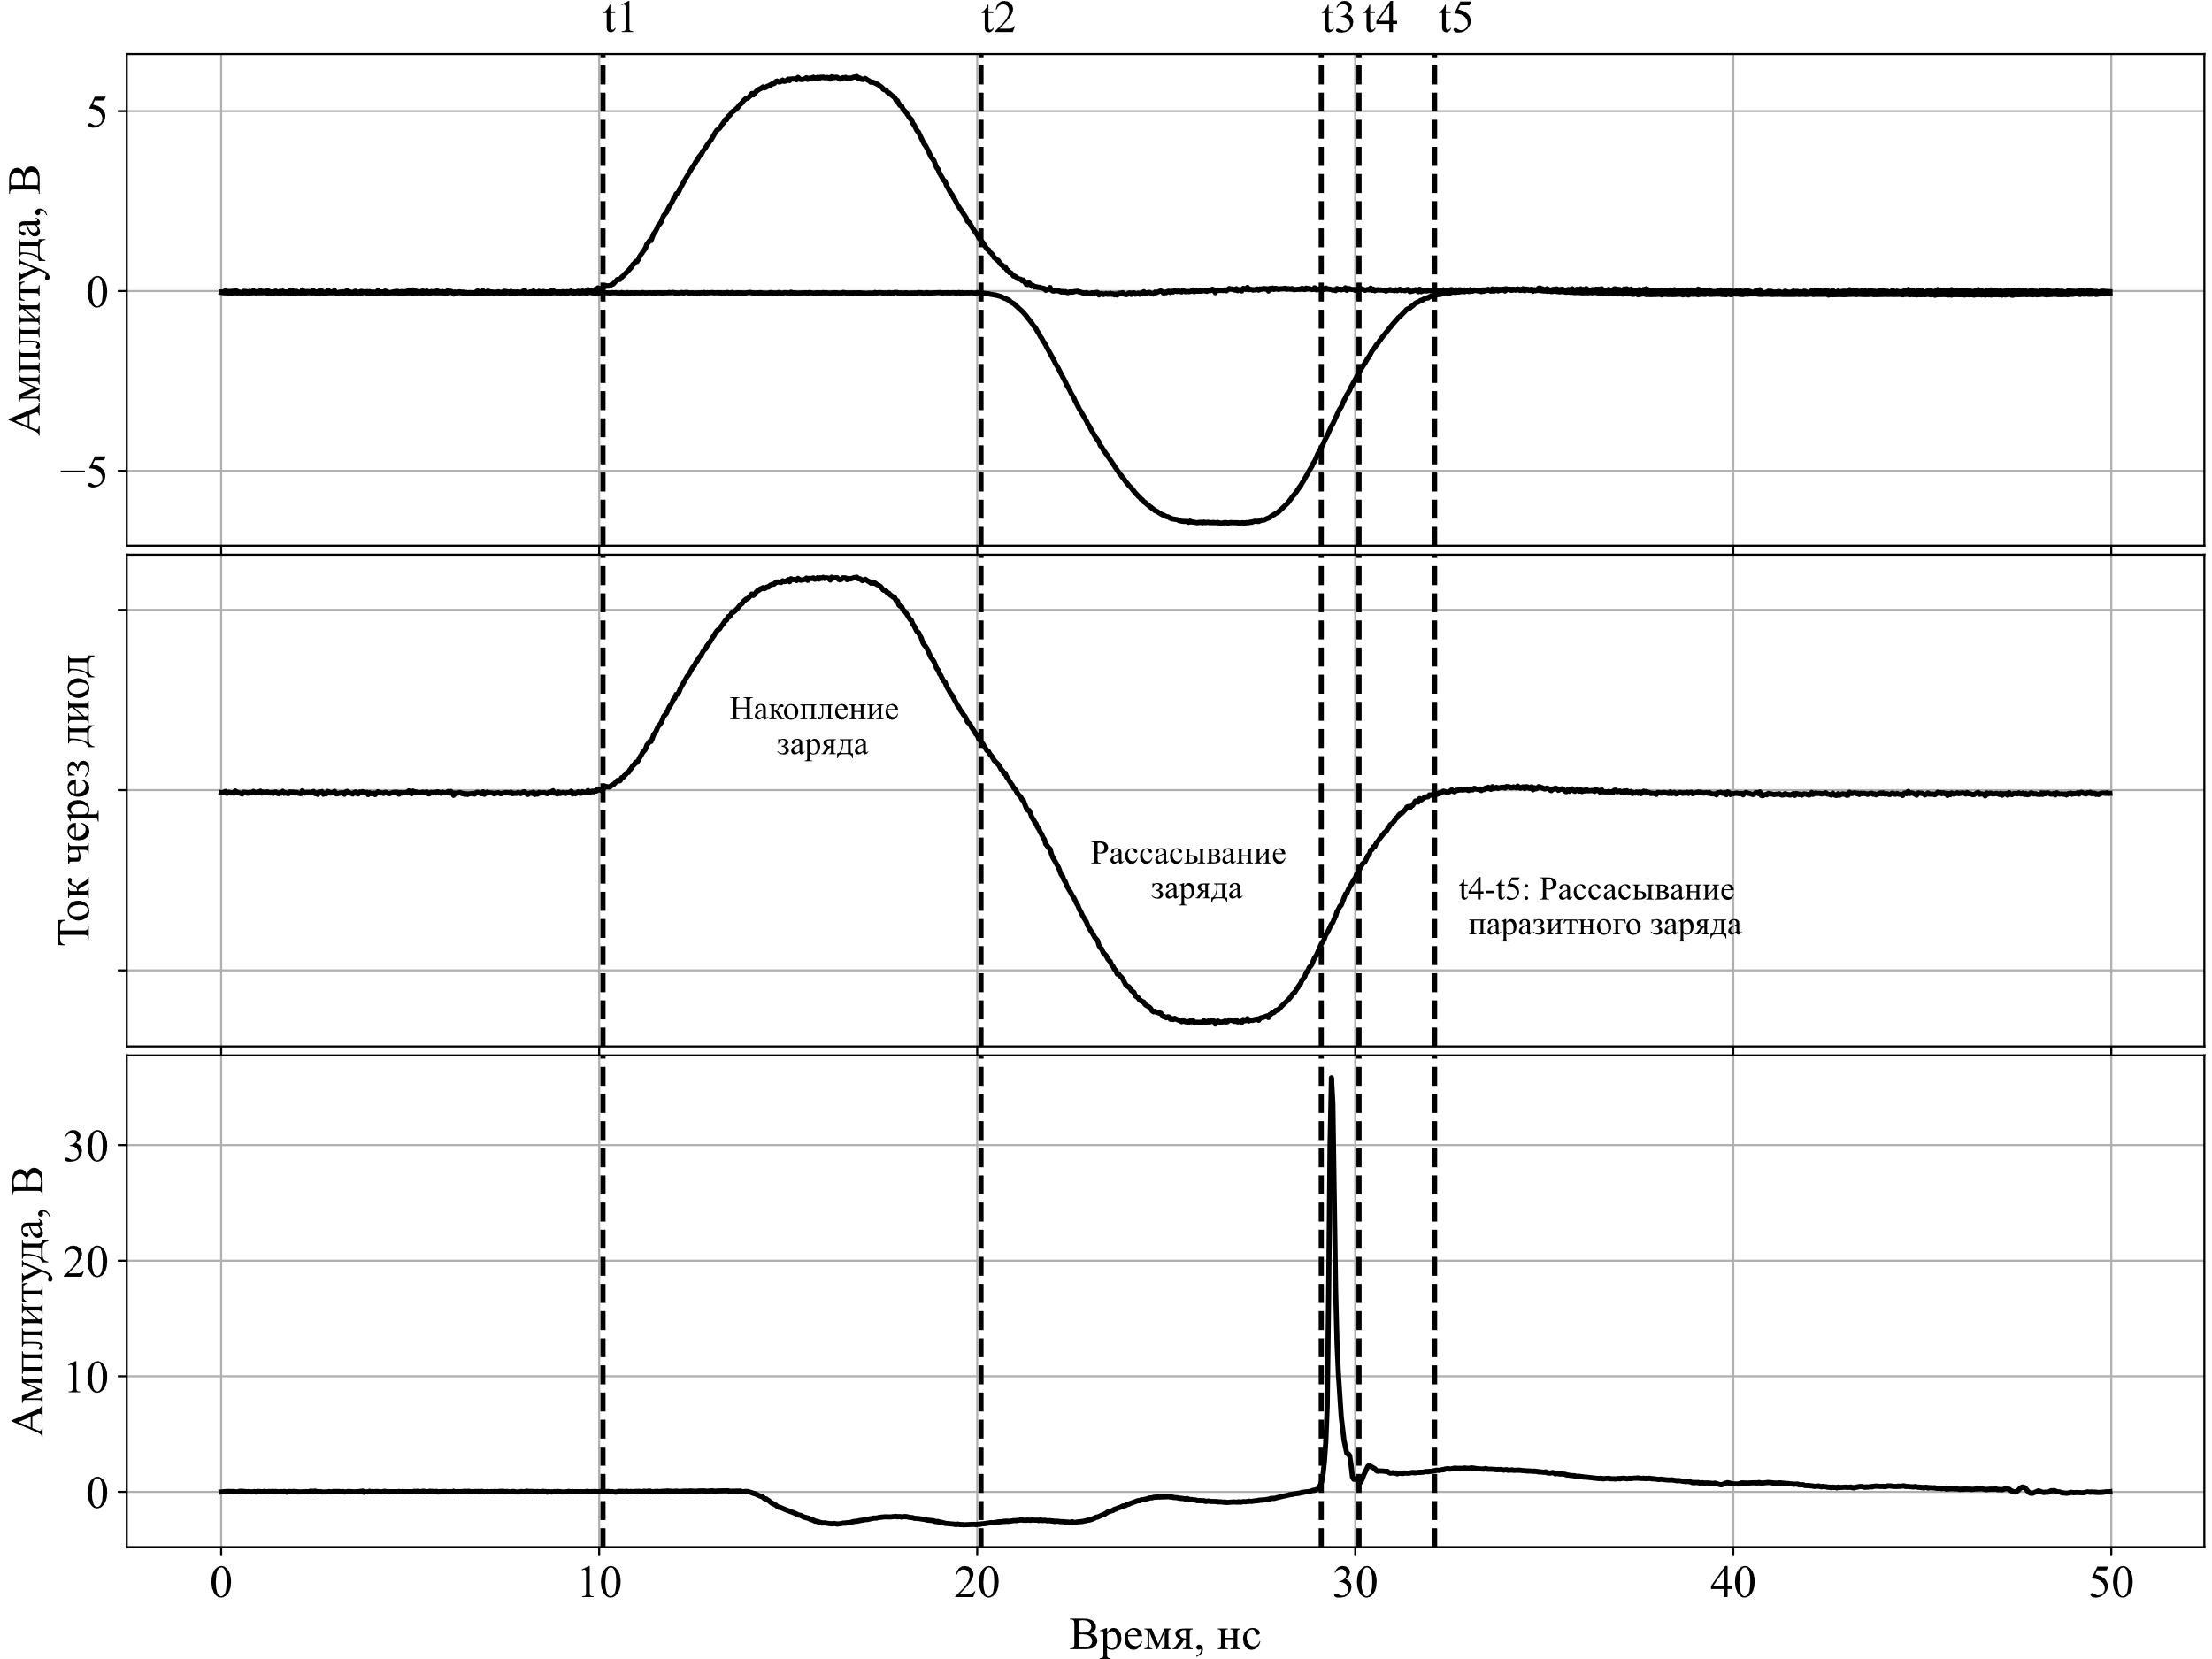 t1 t2 t3 t4 t5
5
0
−5
Амплитуда, В
Накопление
заряда
Рассасывание
заряда
t4-t5: Рассасывание
паразитного заряда
Ток через диод
30
20
10
0
Амплитуда, В
0 10 20 30 40 50
Время, нс